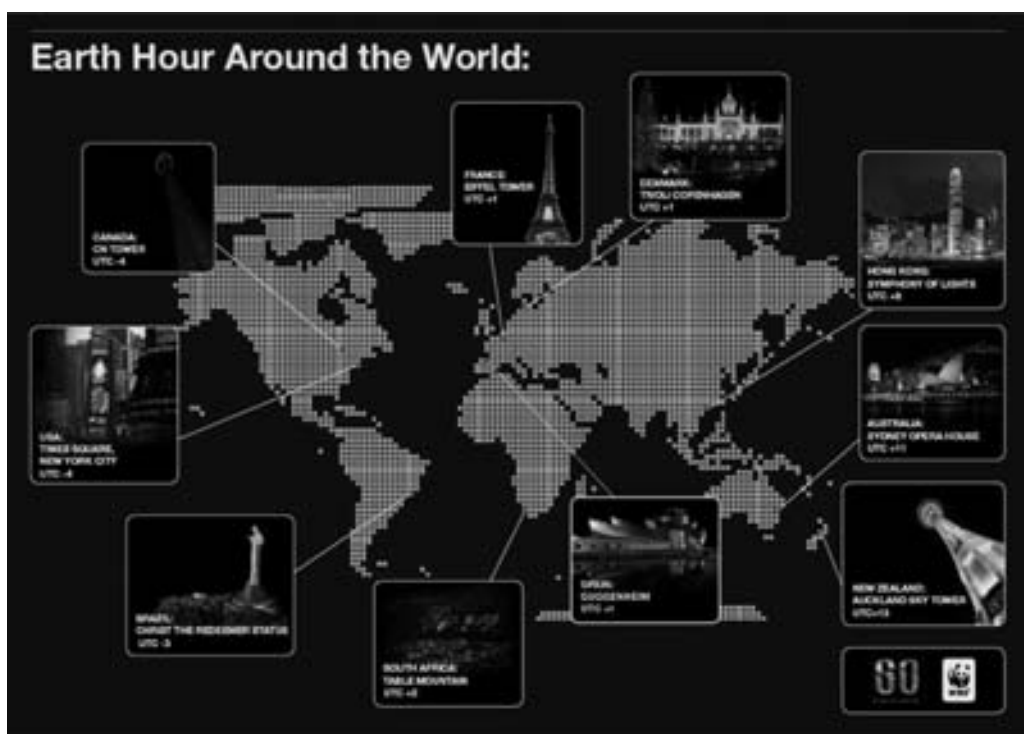 Earth Hour Around the World:
FRANCE:
EIFFEL TOWER
UTC +1
DENMARK:
TIVOLI COPENHAGEN
UTC +1
CANADA:
CN TOWER
UTC -4
HONG KONG:
SYMPHONY OF LIGHTS
UTC +8
USA:
TIMES SQUARE,
NEW YORK CITY
UTC -4
AUSTRALIA:
SYDNEY OPERA HOUSE
UTC +11
BRAZIL:
CHRIST THE REDEEMER STATUE
UTC -3
SOUTH AFRICA:
TABLE MOUNTAIN
UTC +2
GUGGENHEIM
UTC +1
NEW ZEALAND:
AUCKLAND SKY TOWER
UTC+13
60
WWF